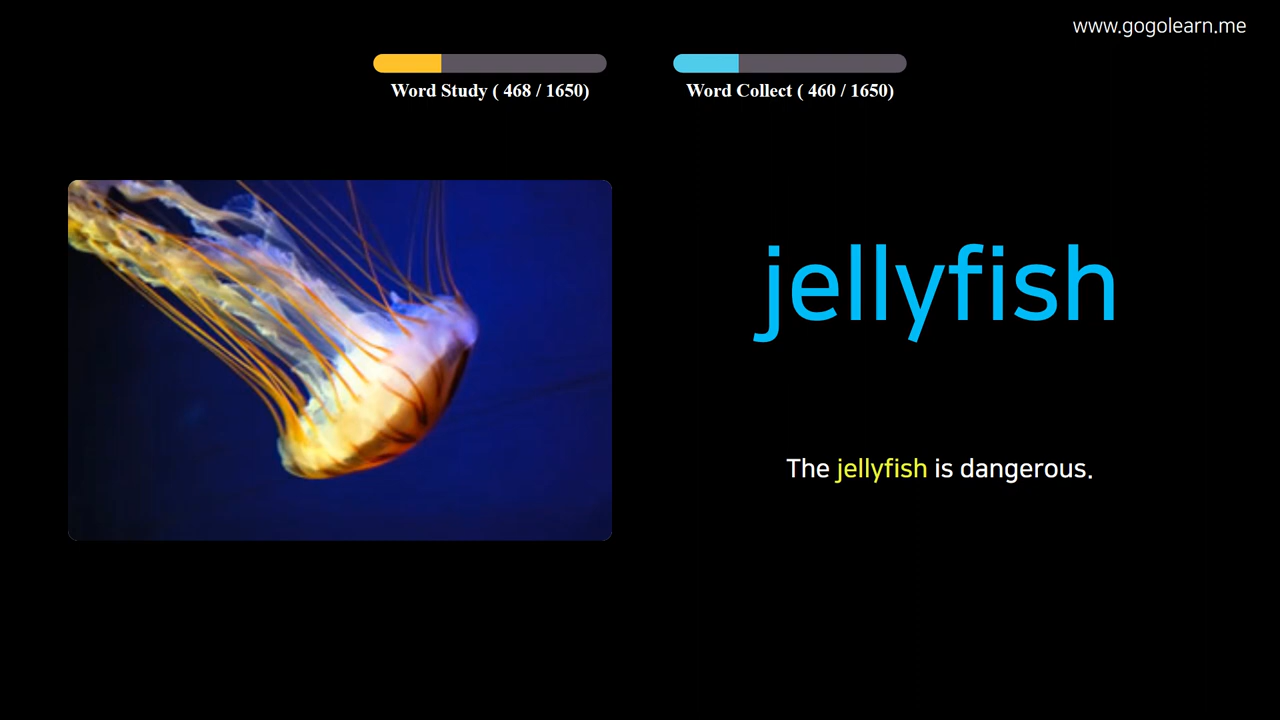 www.gogolearn.me
Word Study ( 468 / 1650)
Word Collect ( 460 / 1650)
jellyfish
The jellyfish is dangerous.